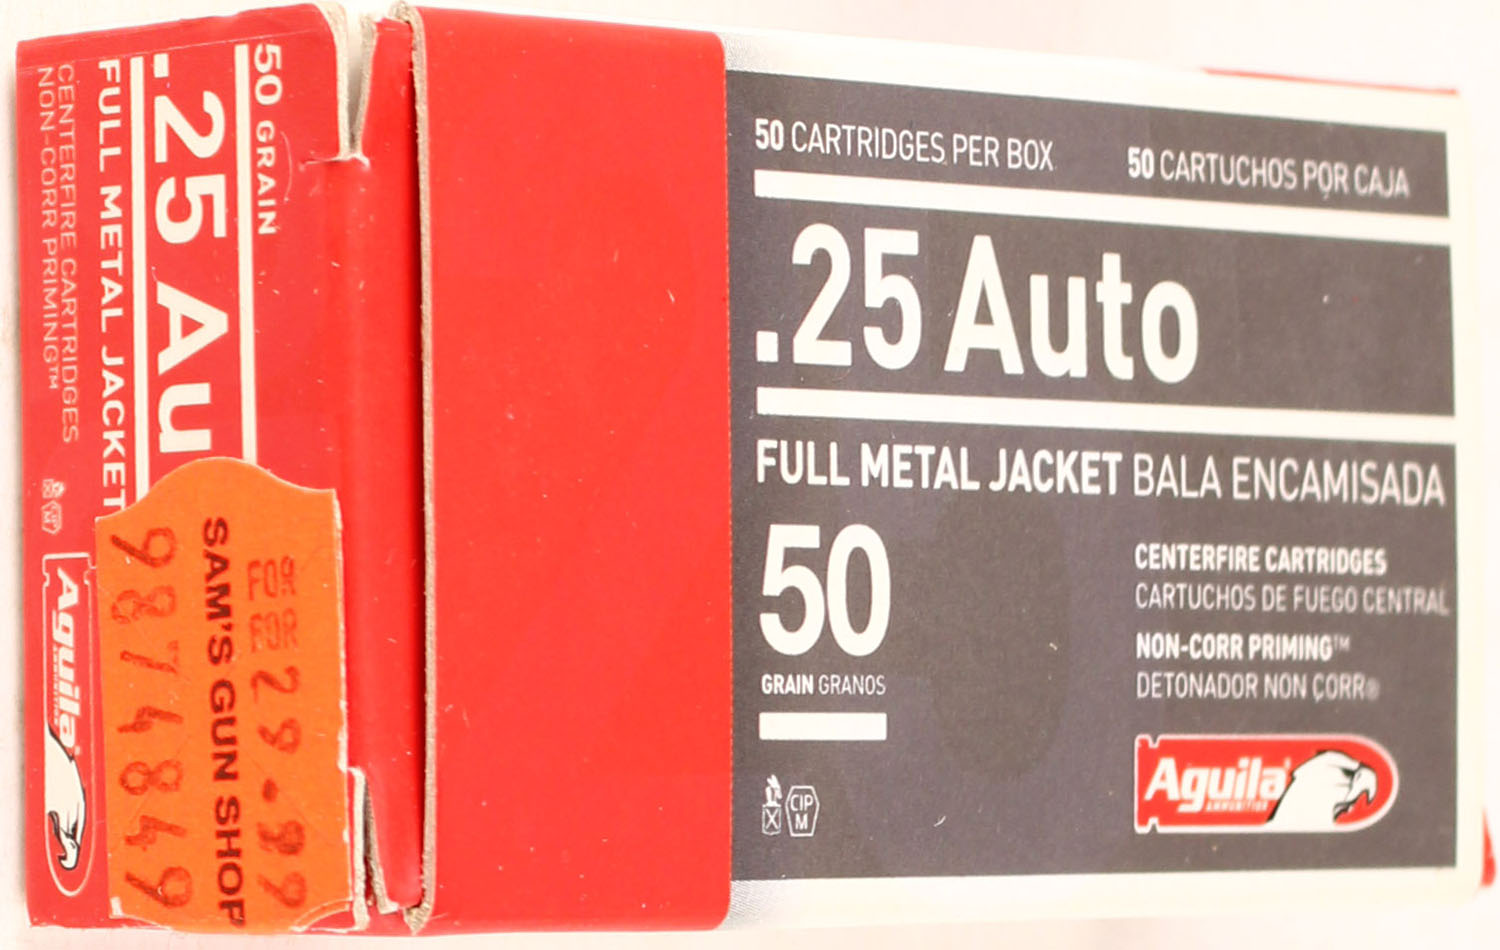 50 GRAIN
.25 Au
FULL METAL JACKET
CENTERFIRE CARTRIDGES
NON-CORR PRIMING™
Aguila
FOR
FOR
29.99
SAM'S GUN SHOP
9874849
50 CARTRIDGES PER BOX 50 CARTUCHOS POR CAJA
.25 Auto
FULL METAL JACKET BALA ENCAMISADA
50
GRAIN GRANOS
CENTERFIRE CARTRIDGES
CARTUCHOS DE FUEGO CENTRAL
NON-CORR PRIMING™
DETONADOR NON CORR®
CIP
M
Aguila
AMMUNITION